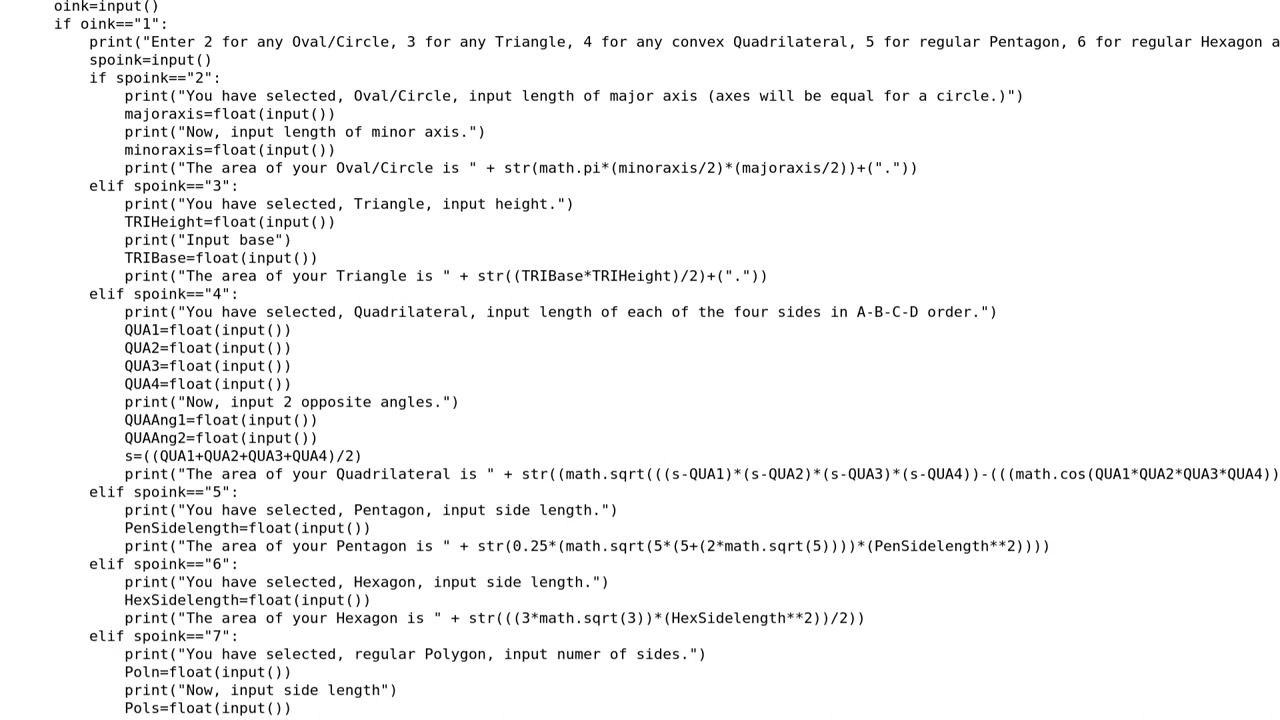 oink=input()
if oink=="1":
print("Enter 2 for any Oval/Circle, 3 for any Triangle, 4 for any convex Quadrilateral, 5 for regular Pentagon, 6 for regular Hexagon a
spoink=input()
if spoink=="2":
print("You have selected, Oval/Circle, input length of major axis (axes will be equal for a circle.)")
majoraxis=float(input())
print("Now, input length of minor axis.")
minoraxis=float(input())
print("The area of your Oval/Circle is " + str(math.pi*(minoraxis/2)*(majoraxis/2))+("."))
elif spoink=="3":
print("You have selected, Triangle, input height.")
TRIHeight=float(input())
print("Input base")
TRIBase=float(input())
print("The area of your Triangle is " + str((TRIBase*TRIHeight)/2)+("."))
elif spoink=="4":
print("You have selected, Quadrilateral, input length of each of the four sides in A-B-C-D order.")
QUA1=float(input())
QUA2=float(input())
QUA3=float(input())
QUA4=float(input())
print("Now, input 2 opposite angles.")
QUAAng1=float(input())
QUAAng2=float(input())
s=((QUA1+QUA2+QUA3+QUA4)/2)
print("The area of your Quadrilateral is " + str((math.sqrt(((s-QUA1)*(s-QUA2)*(s-QUA3)*(s-QUA4))-(((math.cos(QUA1*QUA2*QUA3*QUA4))
elif spoink=="5":
print("You have selected, Pentagon, input side length.")
PenSidelength=float(input())
print("The area of your Pentagon is " + str(0.25*(math.sqrt(5*(5+(2*math.sqrt(5))))*(PenSidelength**2))))
elif spoink=="6":
print("You have selected, Hexagon, input side length.")
HexSidelength=float(input())
print("The area of your Hexagon is " + str(((3*math.sqrt(3))*(HexSidelength**2))/2))
elif spoink=="7":
print("You have selected, regular Polygon, input numer of sides.")
Poln=float(input())
print("Now, input side length")
Pols=float(input())